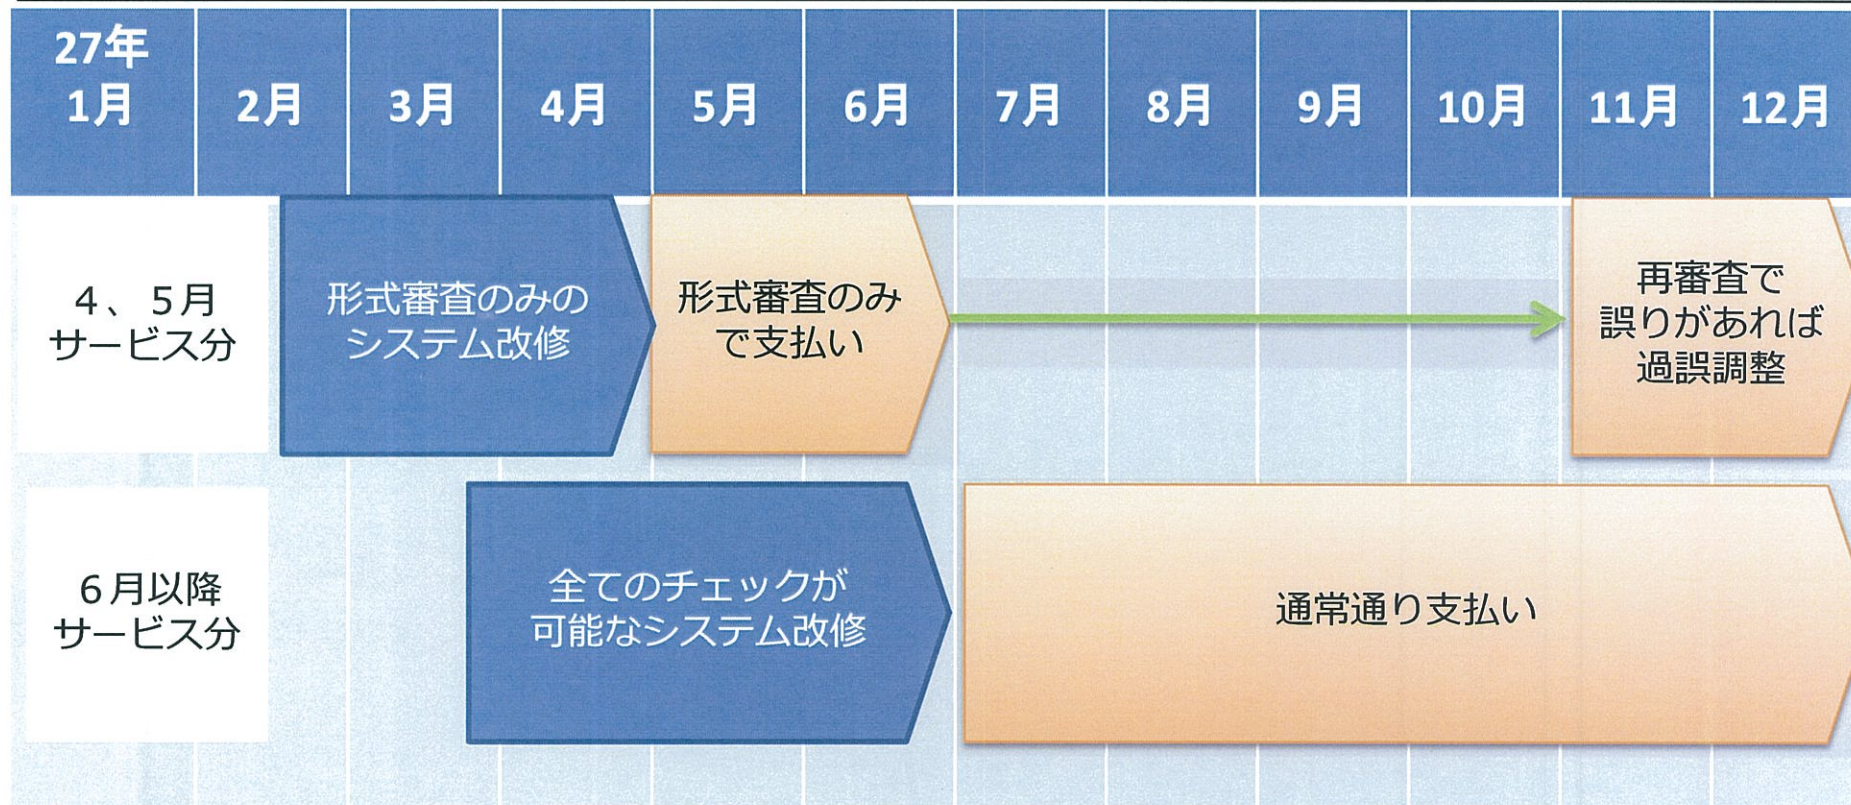 27年
1月 2月 3月 4月 5月 6月 7月 8月 9月 10月 11月 12月
４、５月
サービス分
形式審査のみの
システム改修
形式審査のみ
で支払い
再審査で
誤りがあれば
過誤調整
６月以降
サービス分
全てのチェックが
可能なシステム改修
通常通り支払い